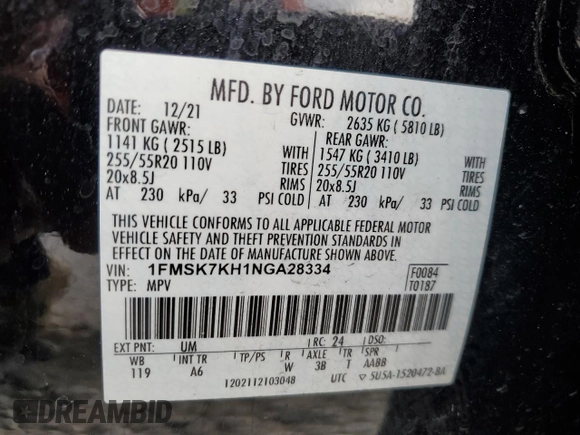 MFD. BY FORD MOTOR CO.
DATE: 12/21 GVWR: 2635 KG ( 5810 LB)
FRONT GAWR: REAR GAWR:
1141 KG ( 2515 LB) WITH 1547 KG ( 3410 LB) WITH
255/55R20 110V TIRES 255/55R20 110V TIRES
20x8.5J RIMS 20x8.5J RIMS
AT 230 kPa/ 33 PSI COLD AT 230 kPa/ 33 PSI COLD
THIS VEHICLE CONFORMS TO ALL APPLICABLE FEDERAL MOTOR
VEHICLE SAFETY AND THEFT PREVENTION STANDARDS IN
EFFECT ON THE DATE OF MANUFACTURE SHOWN ABOVE.
VIN: 1FMSK7KH1NGA28334 F0084
TYPE: MPV T0187
EXT PNT: UM RC: 24 DSO:
WB INT TR TP/PS R AXLE TR SPR
119 A6 W 3B T AABB
1202112103048 UTC 5U5A-1520472-BA
DREAMBID